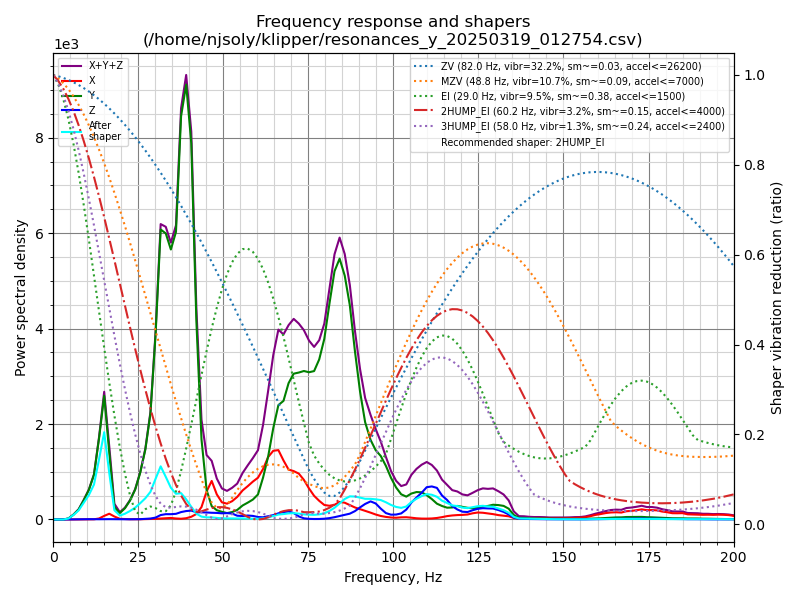 Frequency response and shapers
(/home/njsoly/klipper/resonances_y_20250319_012754.csv)
1e3
X+Y+Z
X
Y
Z
After
shaper
ZV (82.0 Hz, vibr=32.2%, sm~=0.03, accel<=26200)
MZV (48.8 Hz, vibr=10.7%, sm~=0.09, accel<=7000)
EI (29.0 Hz, vibr=9.5%, sm~=0.38, accel<=1500)
2HUMP_EI (60.2 Hz, vibr=3.2%, sm~=0.15, accel<=4000)
3HUMP_EI (58.0 Hz, vibr=1.3%, sm~=0.24, accel<=2400)
Recommended shaper: 2HUMP_EI
8
6
4
2
0
Power spectral density
1.0
0.8
0.6
0.4
0.2
0.0
Shaper vibration reduction (ratio)
0 25 50 75 100 125 150 175 200
Frequency, Hz